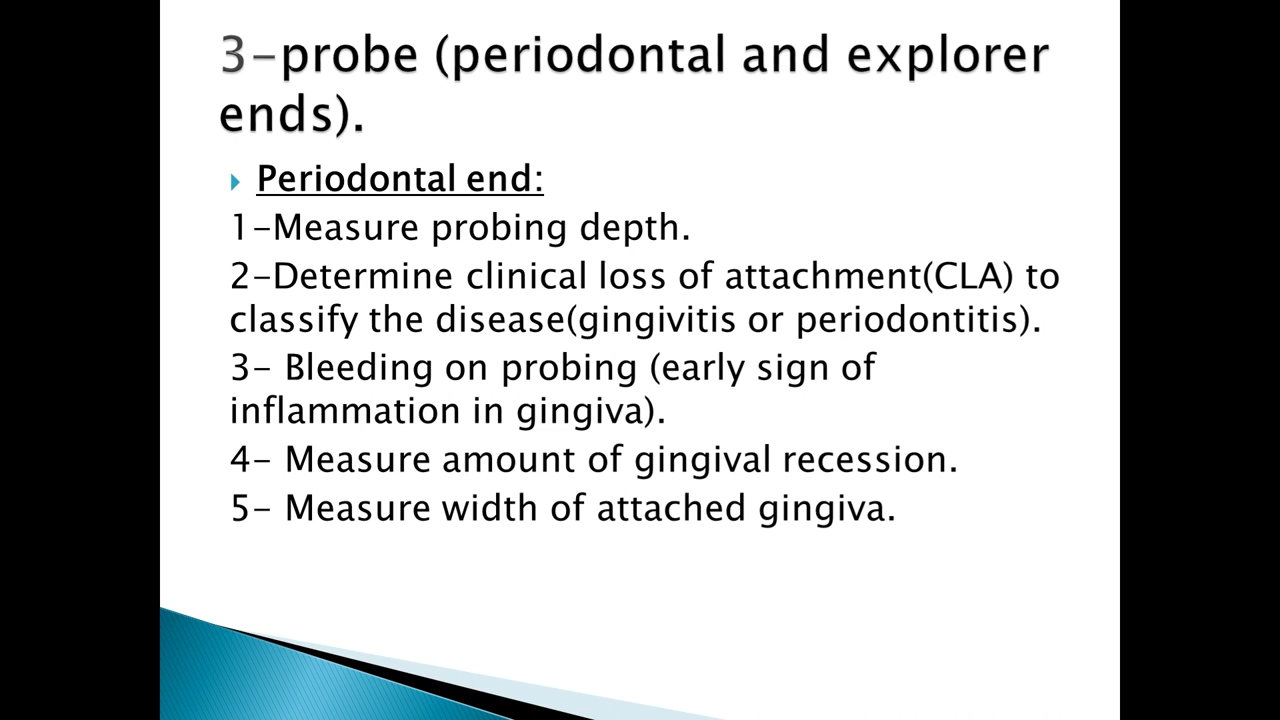 3-probe (periodontal and explorer
ends).
Periodontal end:
1-Measure probing depth.
2-Determine clinical loss of attachment(CLA) to
classify the disease(gingivitis or periodontitis).
3- Bleeding on probing (early sign of
inflammation in gingiva).
4- Measure amount of gingival recession.
5- Measure width of attached gingiva.